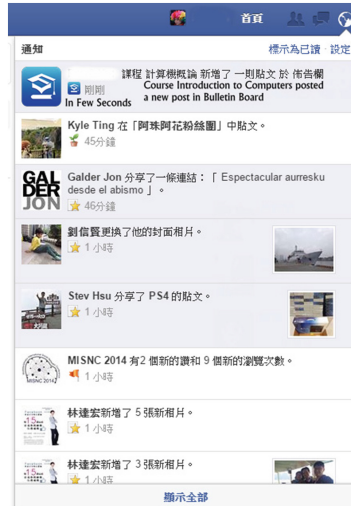 首頁
通知
標示為已讀 · 設定
課程 計算機概論 新增了 一則貼文 於 佈告欄
剛剛
Course Introduction to Computers posted
In Few Seconds
a new post in Bulletin Board
Kyle Ting 在「阿珠阿花粉絲團」中貼文。
45分鐘
GAL
DER
JON
Galder Jon 分享了一條連結：「 Espectacular aurresku
desde el abismo 」。
46分鐘
劉信賢更換了他的封面相片。
1 小時
Stev Hsu 分享了 PS4 的貼文。
1 小時
MISNC 2014
MISNC 2014 有2 個新的讚和 9 個新的瀏覽次數。
1 小時
林達宏新增了 5 張新相片。
1 小時
林達宏新增了 3 張新相片。
1 小時
顯示全部